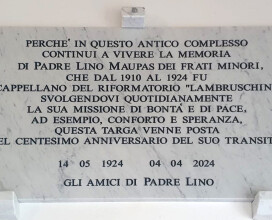 PERCHE' IN QUESTO ANTICO COMPLESSO
CONTINUI A VIVERE LA MEMORIA
DI PADRE LINO MAUPAS DEI FRATI MINORI,
CHE DAL 1910 AL 1924 FU
CAPPELLANO DEL RIFORMATORIO "LAMBRUSCHIN
SVOLGENDOVI QUOTIDIANAMENTE
LA SUA MISSIONE DI BONTÁ E DI PACE,
AD ESEMPIO, CONFORTO E SPERANZA,
QUESTA TARGA VENNE POSTA
NEL CENTESIMO ANNIVERSARIO DEL SUO TRANSIT
14 05 1924 04 04 2024
GLI AMICI DI PADRE LINO